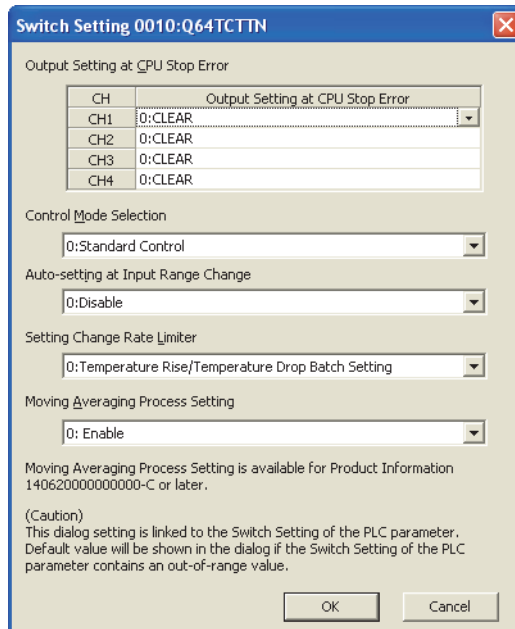 Switch Setting 0010:Q64TCTTN
Output Setting at CPU Stop Error
CH Output Setting at CPU Stop Error
CH1 0:CLEAR
CH2 0:CLEAR
CH3 0:CLEAR
CH4 0:CLEAR
Control Mode Selection
0:Standard Control
Auto-setting at Input Range Change
0:Disable
Setting Change Rate Limiter
0:Temperature Rise/Temperature Drop Batch Setting
Moving Averaging Process Setting
0: Enable
Moving Averaging Process Setting is available for Product Information
140620000000000-C or later.
(Caution)
This dialog setting is linked to the Switch Setting of the PLC parameter.
Default value will be shown in the dialog if the Switch Setting of the PLC
parameter contains an out-of-range value.
OK Cancel